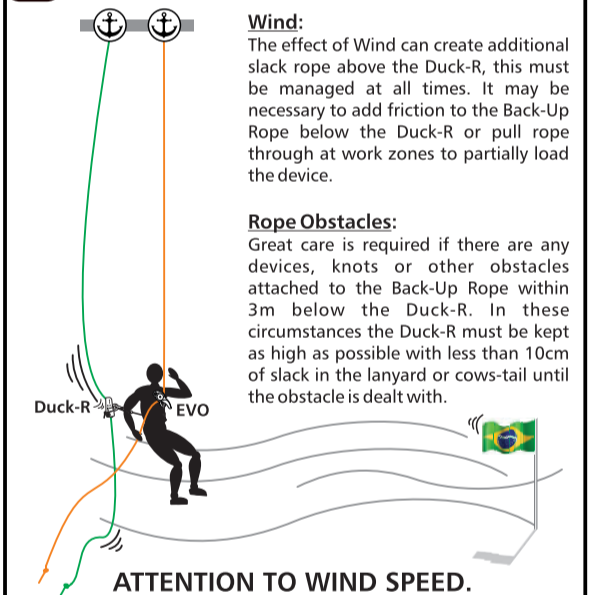 Wind:
The effect of Wind can create additional
slack rope above the Duck-R, this must
be managed at all times. It may be
necessary to add friction to the Back-Up
Rope below the Duck-R or pull rope
through at work zones to partially load
the device.
Rope Obstacles:
Great care is required if there are any
devices, knots or other obstacles
attached to the Back-Up Rope within
3m below the Duck-R. In these
circumstances the Duck-R must be kept
as high as possible with less than 10cm
of slack in the lanyard or cows-tail until
the obstacle is dealt with.
Duck-R
EVO
ATTENTION TO WIND SPEED.